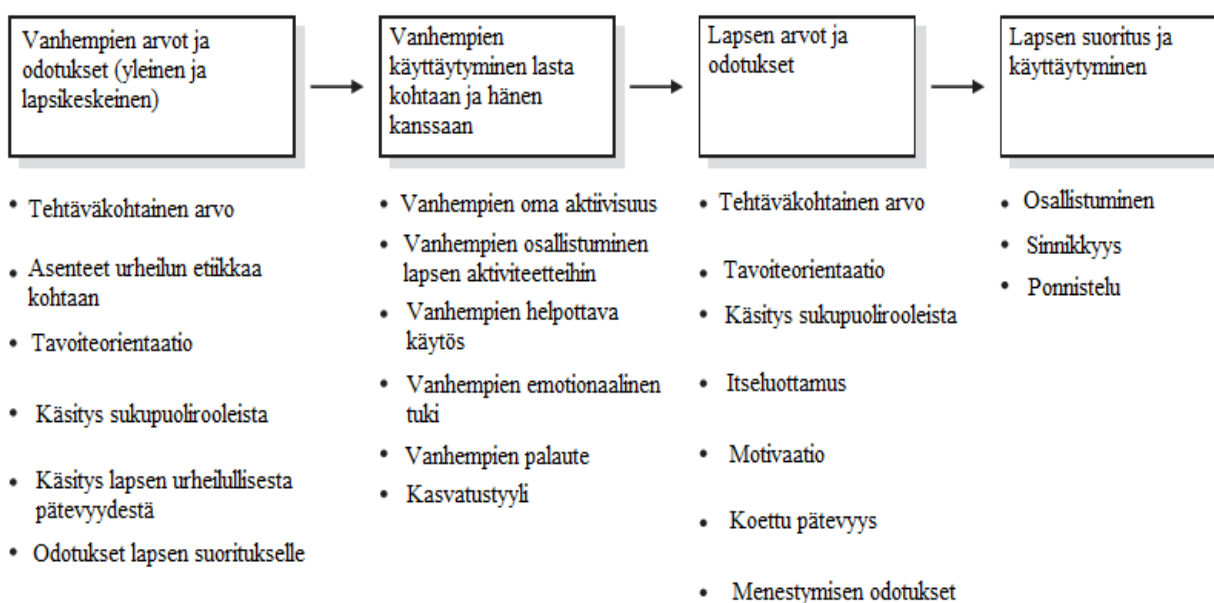 Vanhempien arvot ja
odotukset (yleinen ja
lapsikeskeinen)
Vanhempien
käyttäytyminen lasta
kohtaan ja hänen
kanssaan
Lapsen arvot ja
odotukset
Lapsen suoritus ja
käyttäytyminen
• Tehtäväkohtainen arvo
• Asenteet urheilun etiikkaa
kohtaan
• Tavoiteorientaatio
• Käsitys sukupuolirooleista
• Käsitys lapsen urheilullisesta
pätevyydestä
• Odotukset lapsen suoritukselle
• Vanhempien oma aktiivisuus
• Vanhempien osallistuminen
lapsen aktiviteetteihin
• Vanhempien helpottava
käytös
• Vanhempien emotionaalinen
tuki
• Vanhempien palaute
• Kasvatustyyli
• Tehtäväkohtainen arvo
• Tavoiteorientaatio
• Käsitys sukupuolirooleista
• Itseluottamus
• Motivaatio
• Koettu pätevyys
• Menestymisen odotukset
• Osallistuminen
• Sinnikkyys
• Ponnistelu